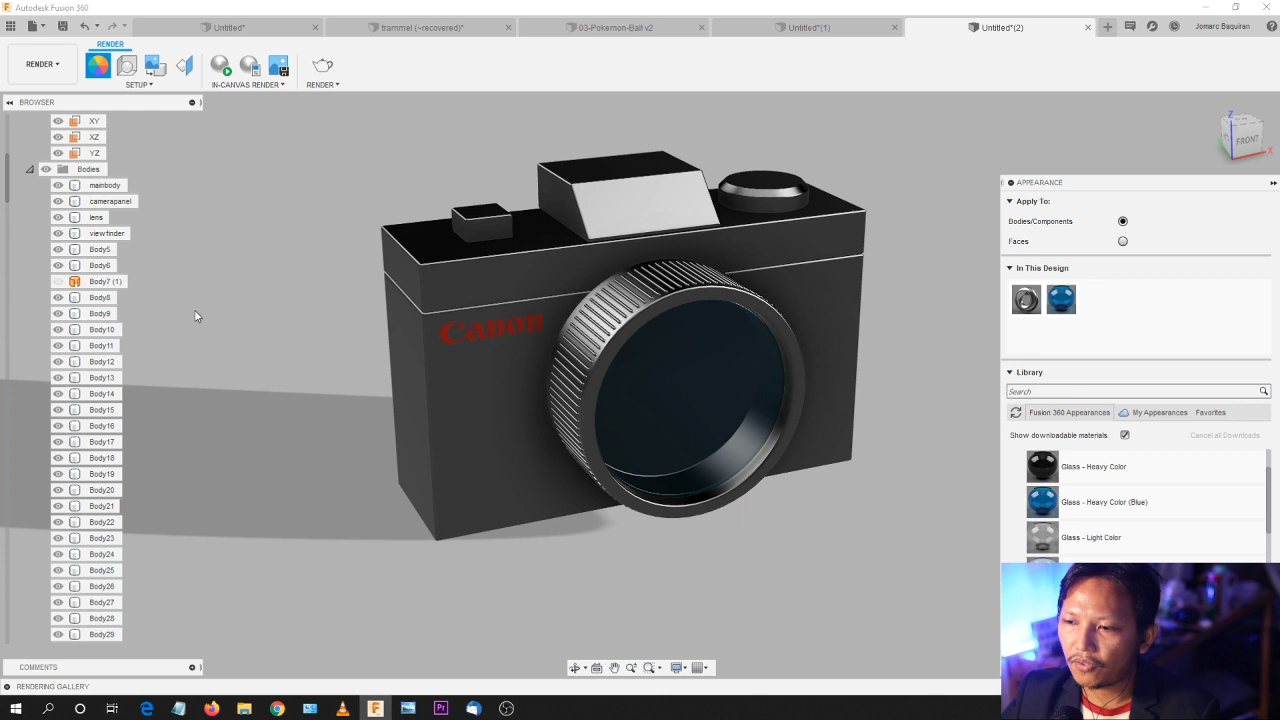 Autodesk Fusion 360
Untitled*
trammel (~recovered)*
03-Pokemon-Ball v2
Untitled*(1)
Untitled*(2)
Jomarc Baquiran
RENDER
RENDER
SETUP
IN-CANVAS RENDER
RENDER
BROWSER
XY
XZ
YZ
Bodies
mainbody
camerapanel
lens
viewfinder
Body5
Body6
Body7 (1)
Body8
Body9
Body10
Body11
Body12
Body13
Body14
Body15
Body16
Body17
Body18
Body19
Body20
Body21
Body22
Body23
Body24
Body25
Body26
Body27
Body28
Body29
COMMENTS
RENDERING GALLERY
Canon
Z
FRONT
X
APPEARANCE
Apply To:
Bodies/Components
Faces
In This Design
Library
Search
Fusion 360 Appearances
My Appearances
Favorites
Show downloadable materials
Cancel all Downloads
Glass - Heavy Color
Glass - Heavy Color (Blue)
Glass - Light Color